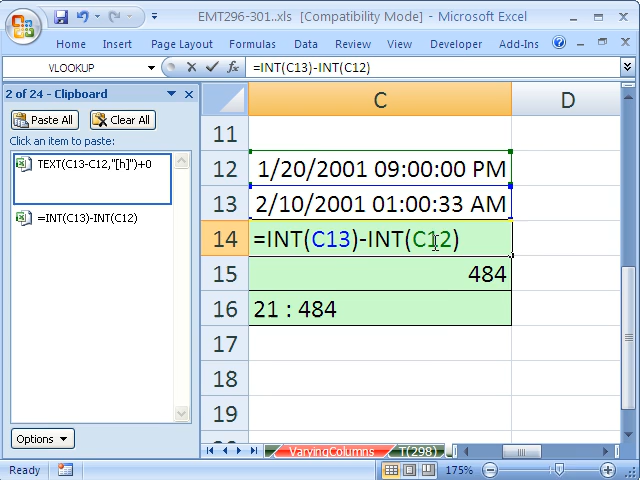 EMT296-301..xls [Compatibility Mode] - Microsoft Excel
Home Insert Page Layout Formulas Data Review View Developer Add-Ins
VLOOKUP =INT(C13)-INT(C12)
2 of 24 - Clipboard
Paste All Clear All
Click an item to paste:
TEXT(C13-C12,"[h]")+0
=INT(C13)-INT(C12)
Options
C D
11
12 1/20/2001 09:00:00 PM
13 2/10/2001 01:00:33 AM
14 =INT(C13)-INT(C12)
15 484
16 21 : 484
17
18
19
VaryingColumns T(298)
Ready 175%